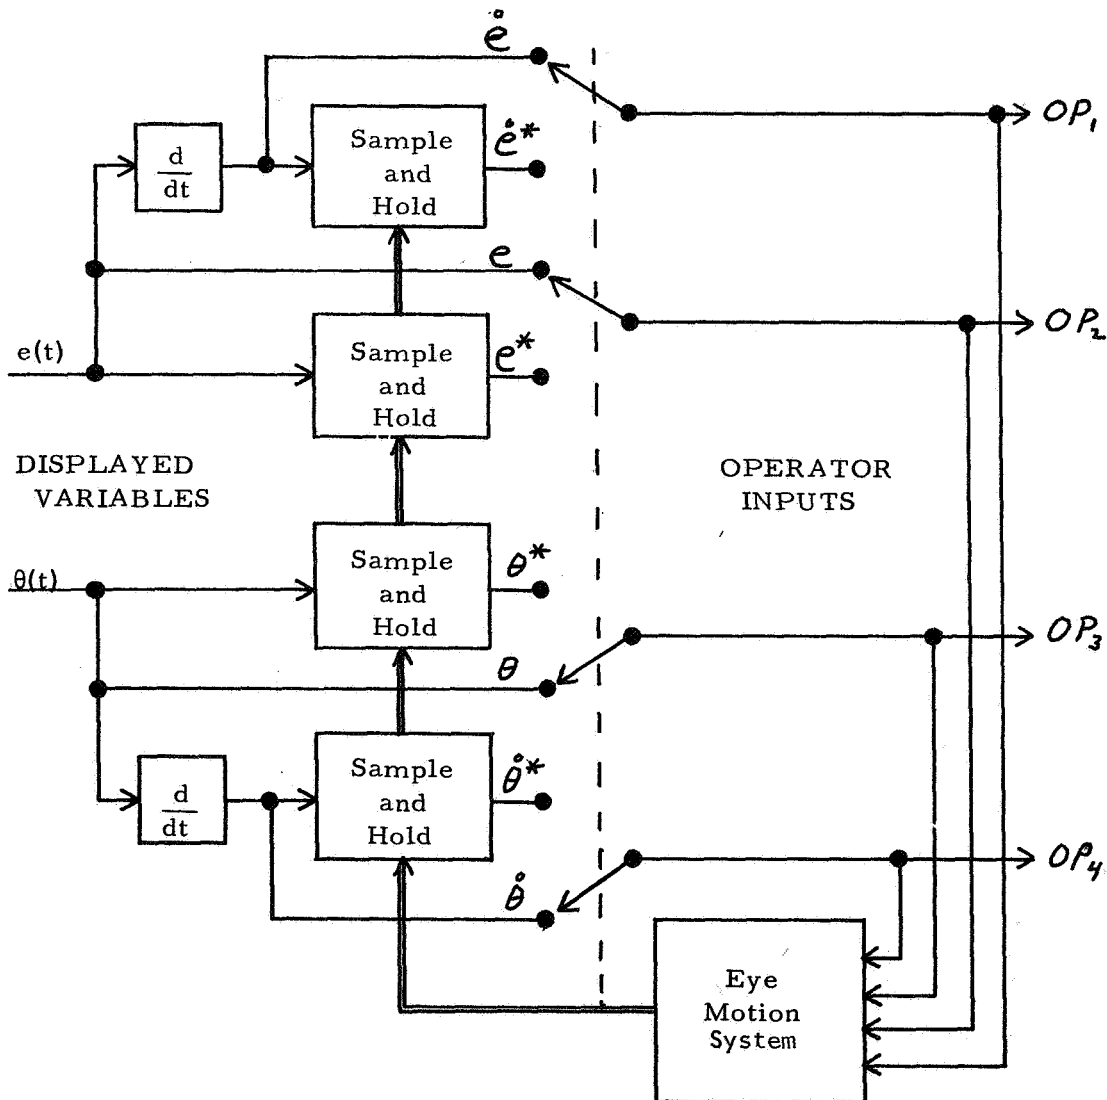 ė
Sample
and
Hold
ė*
OP₁
d
dt
e
OP₂
e(t)
Sample
and
Hold
e*
DISPLAYED
VARIABLES
OPERATOR
INPUTS
θ(t)
Sample
and
Hold
θ*
OP₃
θ
d
dt
Sample
and
Hold
θ̇*
OP₄
θ̇
Eye
Motion
System